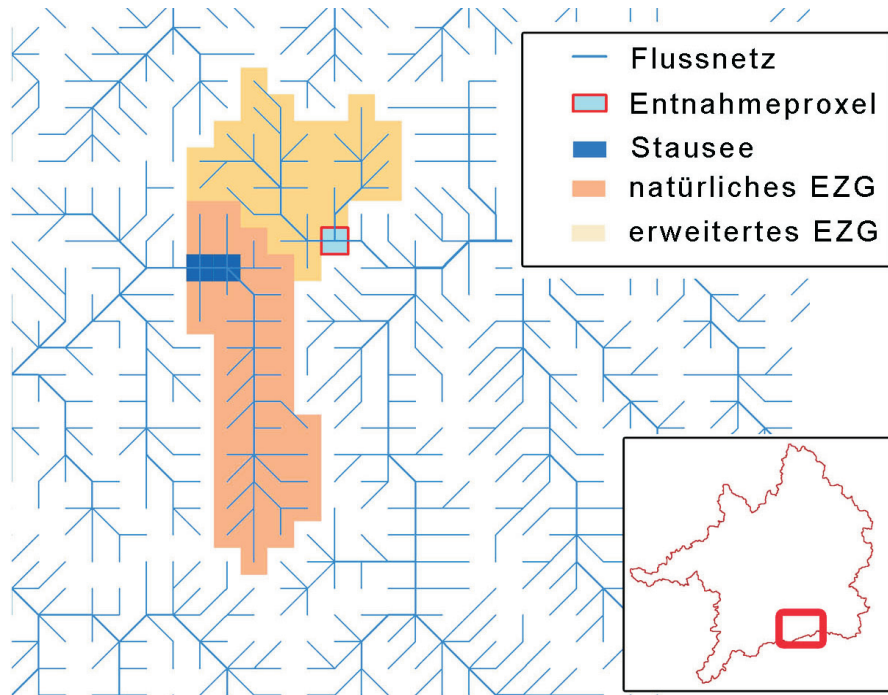 Flussnetz
Entnahmeproxel
Stausee
natürliches EZG
erweitertes EZG